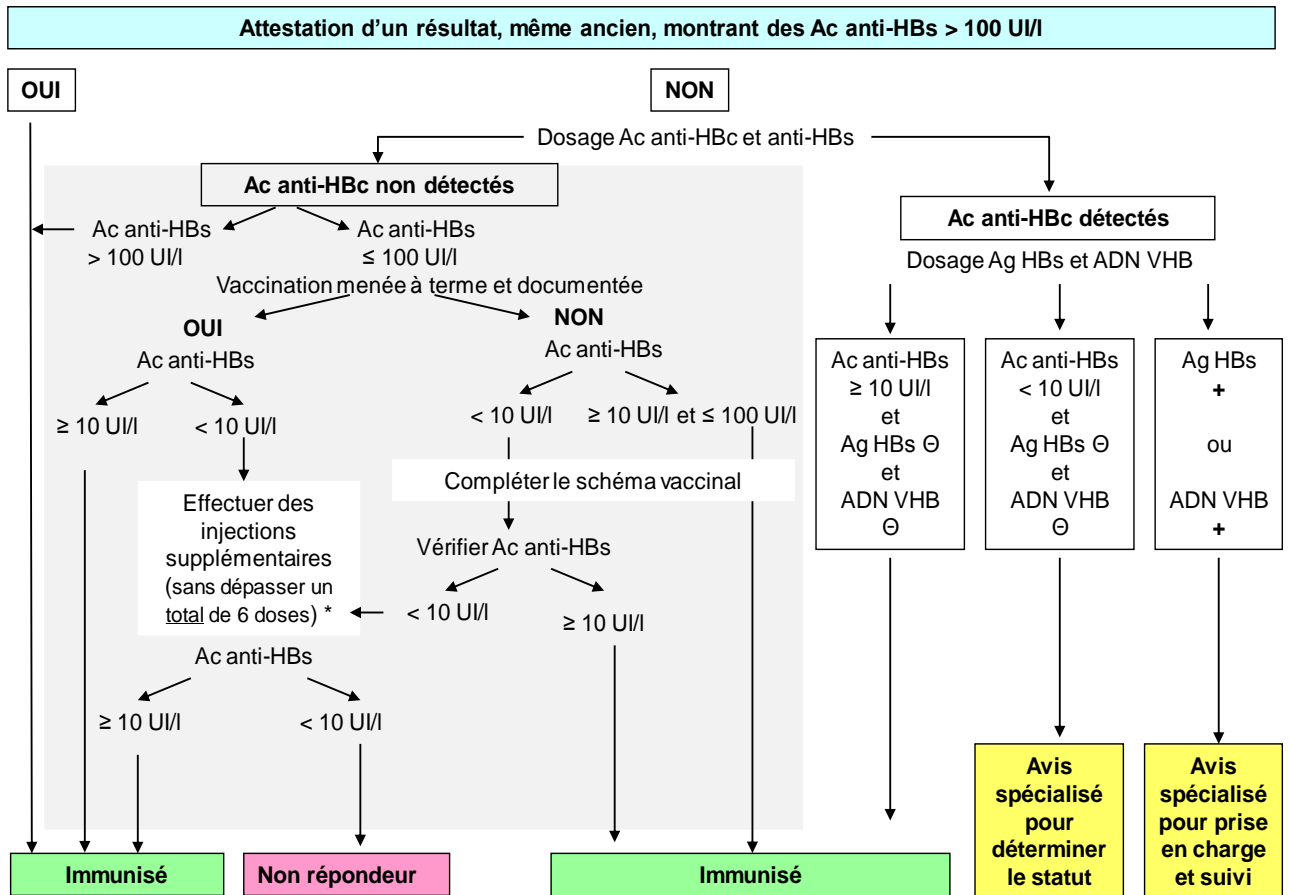 Attestation d'un résultat, même ancien, montrant des Ac anti-HBs > 100 UI/l
OUI
NON
Dosage Ac anti-HBc et anti-HBs
Ac anti-HBc non détectés
Ac anti-HBs
> 100 UI/l
Ac anti-HBs
≤ 100 UI/l
Vaccination menée à terme et documentée
OUI
Ac anti-HBs
≥ 10 UI/l
< 10 UI/l
Effectuer des
injections
supplémentaires
(sans dépasser un
total de 6 doses) *
Ac anti-HBs
≥ 10 UI/l
< 10 UI/l
NON
Ac anti-HBs
< 10 UI/l
≥ 10 UI/l et ≤ 100 UI/l
Compléter le schéma vaccinal
Vérifier Ac anti-HBs
< 10 UI/l
≥ 10 UI/l
Ac anti-HBc détectés
Dosage Ag HBs et ADN VHB
Ac anti-HBs
≥ 10 UI/l
et
Ag HBs Θ
et
ADN VHB
Θ
Ac anti-HBs
< 10 UI/l
et
Ag HBs Θ
et
ADN VHB
Θ
Ag HBs
+
ou
ADN VHB
+
Immunisé
Non répondeur
Immunisé
Avis
spécialisé
pour
déterminer
le statut
Avis
spécialisé
pour prise
en charge
et suivi